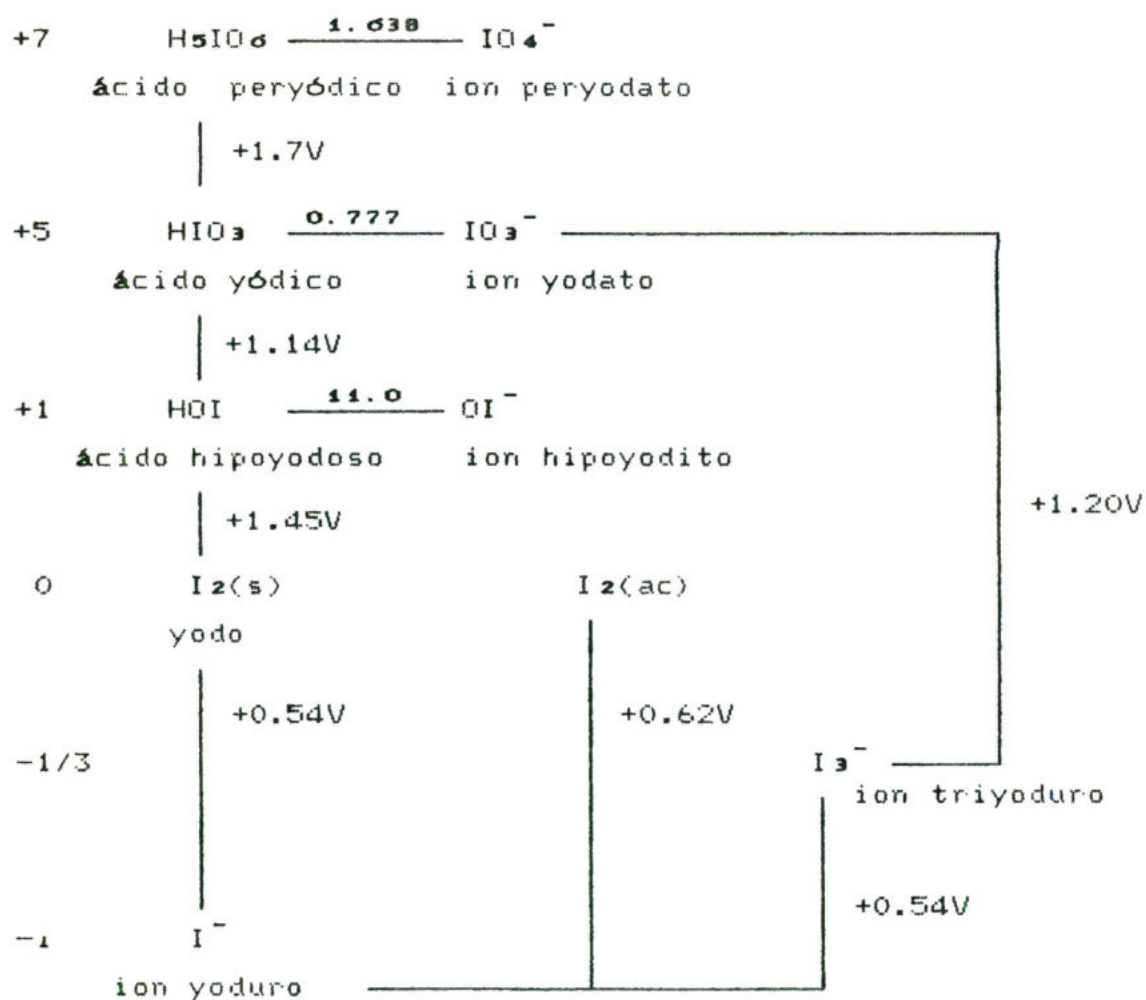 +7 H5IO6 1.638 IO4-
ácido peryódico ion peryodato
+1.7V
+5 HIO3 0.777 IO3-
ácido yódico ion yodato
+1.14V
+1 HOI 11.0 OI-
ácido hipoyodoso ion hipoyodito
+1.20V
+1.45V
0 I2(s) I2(ac)
yodo
+0.54V +0.62V
-1/3 I3-
ion triyoduro
+0.54V
-1 I-
ion yoduro